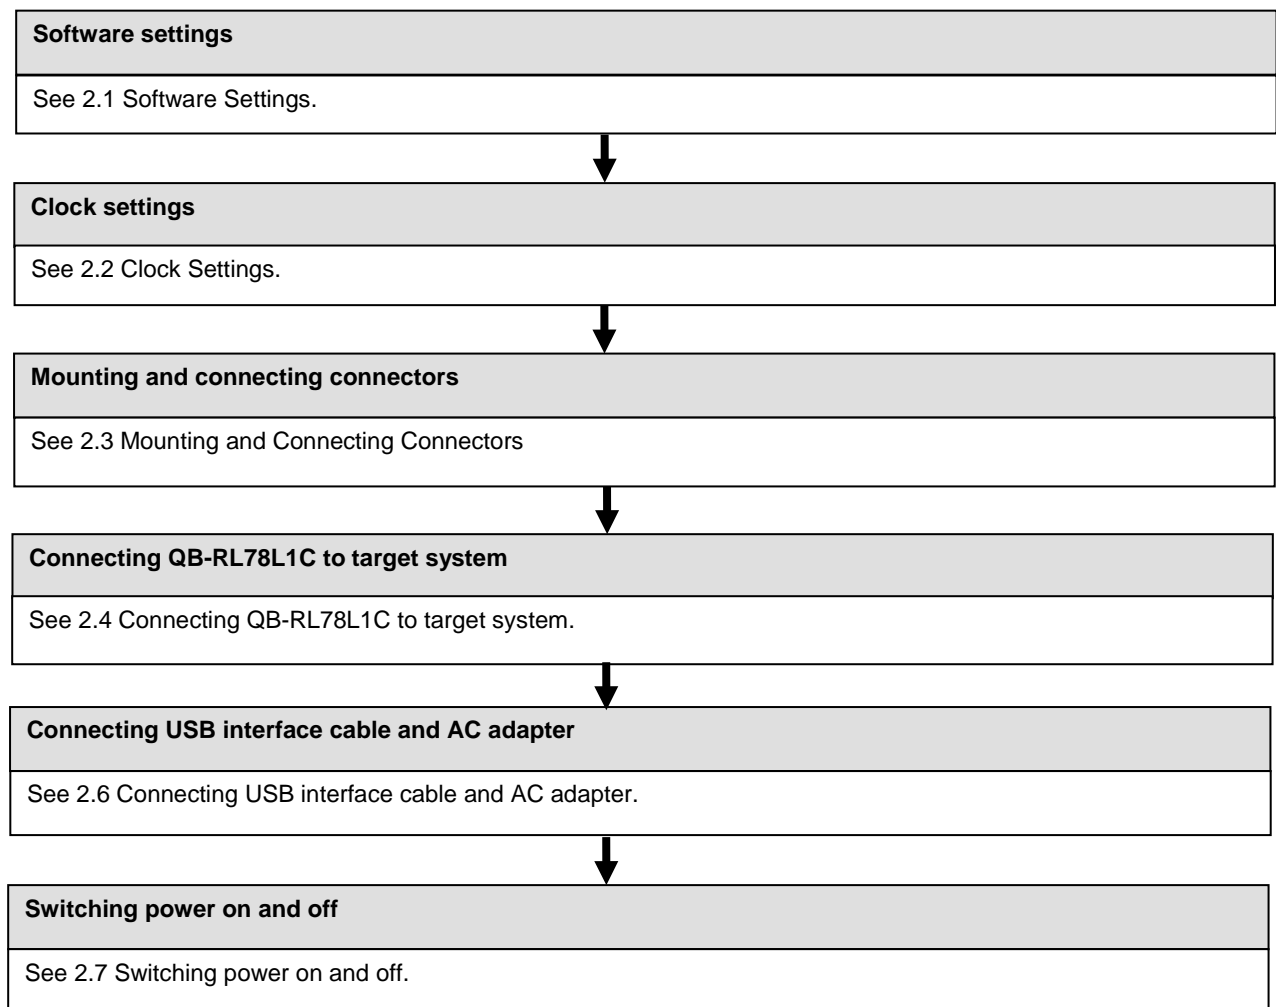 Software settings
See 2.1 Software Settings.
Clock settings
See 2.2 Clock Settings.
Mounting and connecting connectors
See 2.3 Mounting and Connecting Connectors
Connecting QB-RL78L1C to target system
See 2.4 Connecting QB-RL78L1C to target system.
Connecting USB interface cable and AC adapter
See 2.6 Connecting USB interface cable and AC adapter.
Switching power on and off
See 2.7 Switching power on and off.